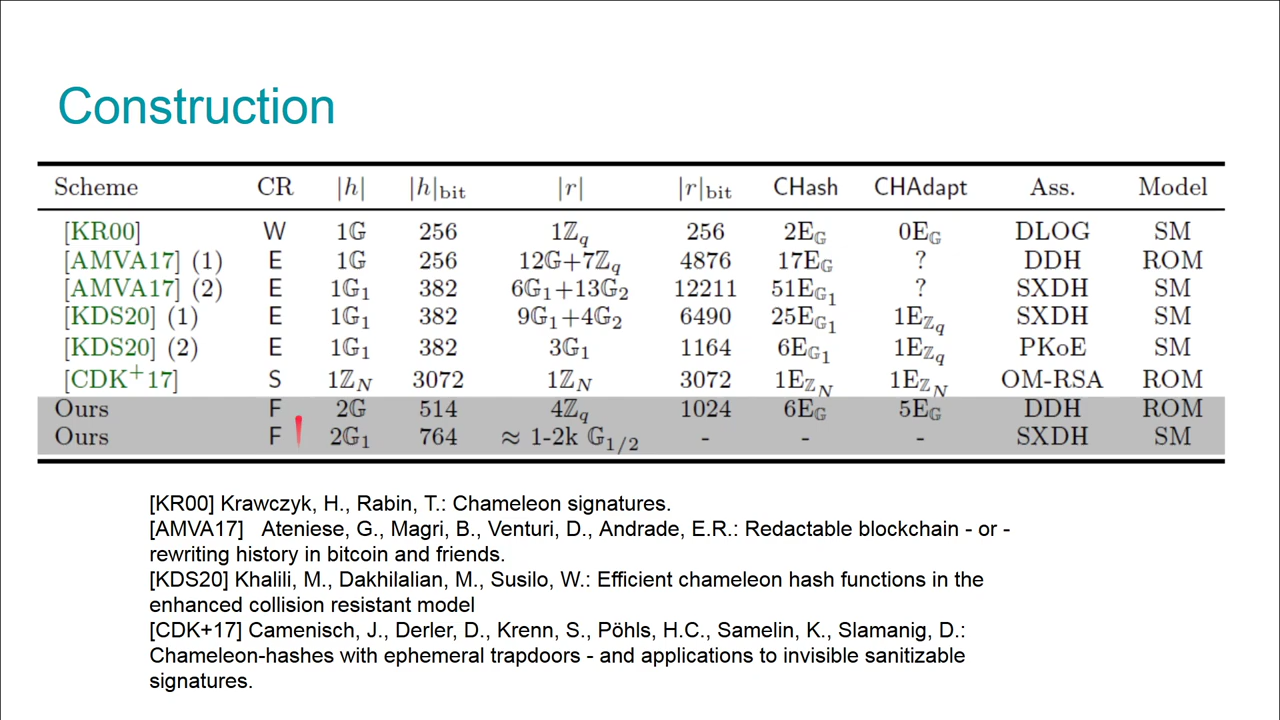 Construction
Scheme CR |h| |h|bit |r| |r|bit CHash CHAdapt Ass. Model
[KR00] W 1𝔾 256 1ℤq 256 2E𝔾 0E𝔾 DLOG SM
[AMVA17] (1) E 1𝔾 256 12𝔾+7ℤq 4876 17E𝔾 ? DDH ROM
[AMVA17] (2) E 1𝔾1 382 6𝔾1+13𝔾2 12211 51E𝔾1 ? SXDH SM
[KDS20] (1) E 1𝔾1 382 9𝔾1+4𝔾2 6490 25E𝔾1 1Eℤq SXDH SM
[KDS20] (2) E 1𝔾1 382 3𝔾1 1164 6E𝔾1 1Eℤq PKoE SM
[CDK+17] S 1ℤN 3072 1ℤN 3072 1EℤN 1EℤN OM-RSA ROM
Ours F 2𝔾 514 4ℤq 1024 6E𝔾 5E𝔾 DDH ROM
Ours F 2𝔾1 764 ≈ 1-2k 𝔾1/2 - - - SXDH SM
[KR00] Krawczyk, H., Rabin, T.: Chameleon signatures.
[AMVA17] Ateniese, G., Magri, B., Venturi, D., Andrade, E.R.: Redactable blockchain - or -
rewriting history in bitcoin and friends.
[KDS20] Khalili, M., Dakhilalian, M., Susilo, W.: Efficient chameleon hash functions in the
enhanced collision resistant model
[CDK+17] Camenisch, J., Derler, D., Krenn, S., Pöhls, H.C., Samelin, K., Slamanig, D.:
Chameleon-hashes with ephemeral trapdoors - and applications to invisible sanitizable
signatures.